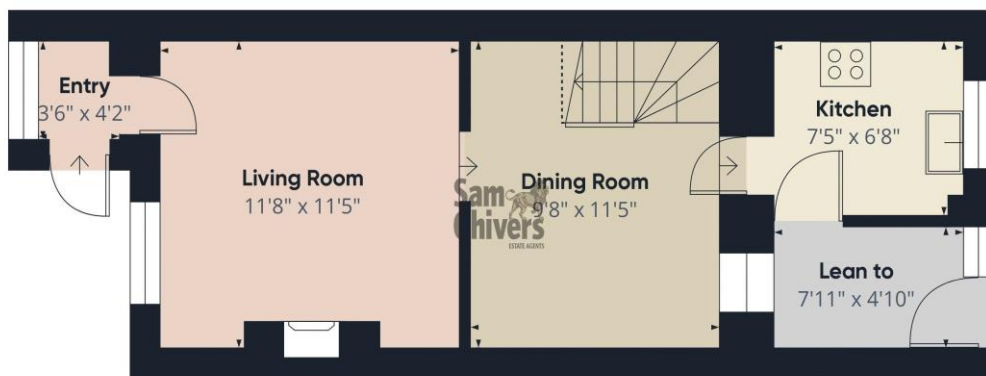 Entry
3'6" x 4'2"
Living Room
11'8" x 11'5"
Dining Room
9'8" x 11'5"
Sam
Chivers
ESTATE AGENTS
Kitchen
7'5" x 6'8"
Lean to
7'11" x 4'10"